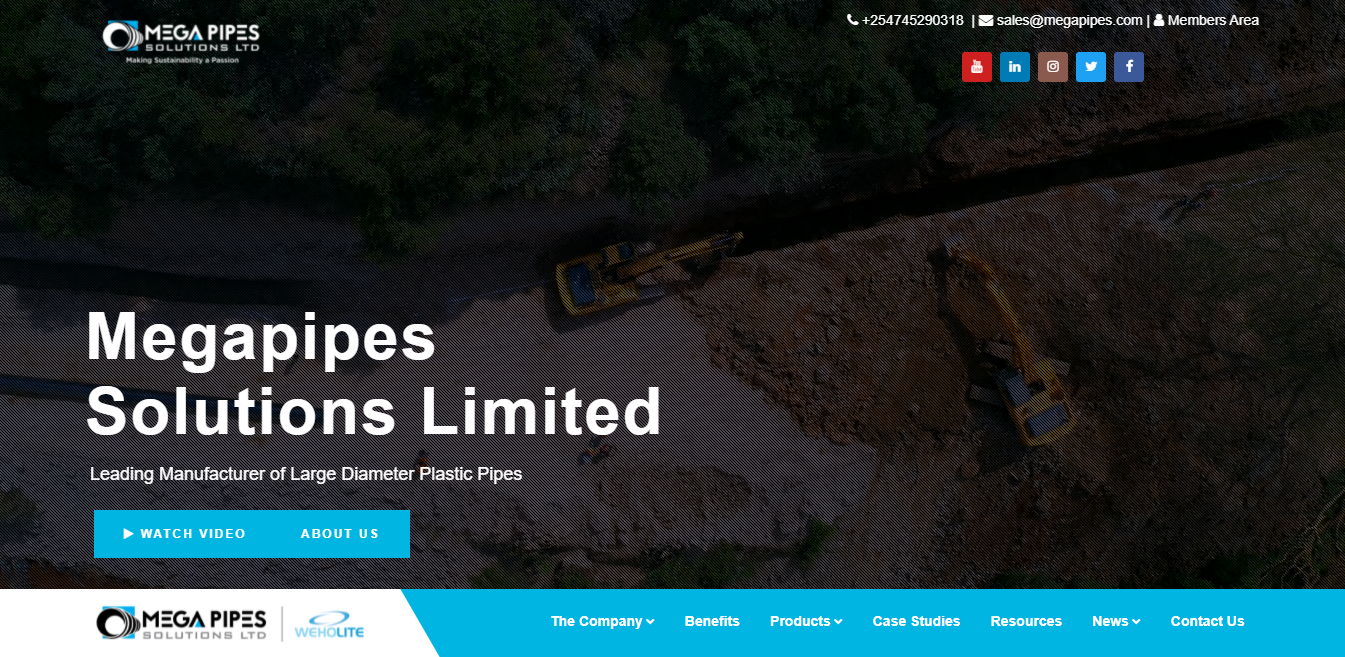 MEGA PIPES
SOLUTIONS LTD
Making Sustainability a Passion
+254745290318 | sales@megapipes.com | Members Area
Megapipes
Solutions Limited
Leading Manufacturer of Large Diameter Plastic Pipes
WATCH VIDEO ABOUT US
MEGA PIPES
SOLUTIONS LTD
WEHOLITE
The Company Benefits Products Case Studies Resources News Contact Us